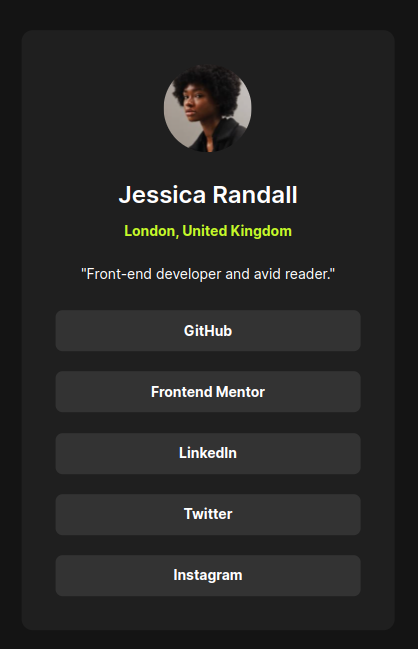 Jessica Randall
London, United Kingdom
"Front-end developer and avid reader."
GitHub
Frontend Mentor
LinkedIn
Twitter
Instagram